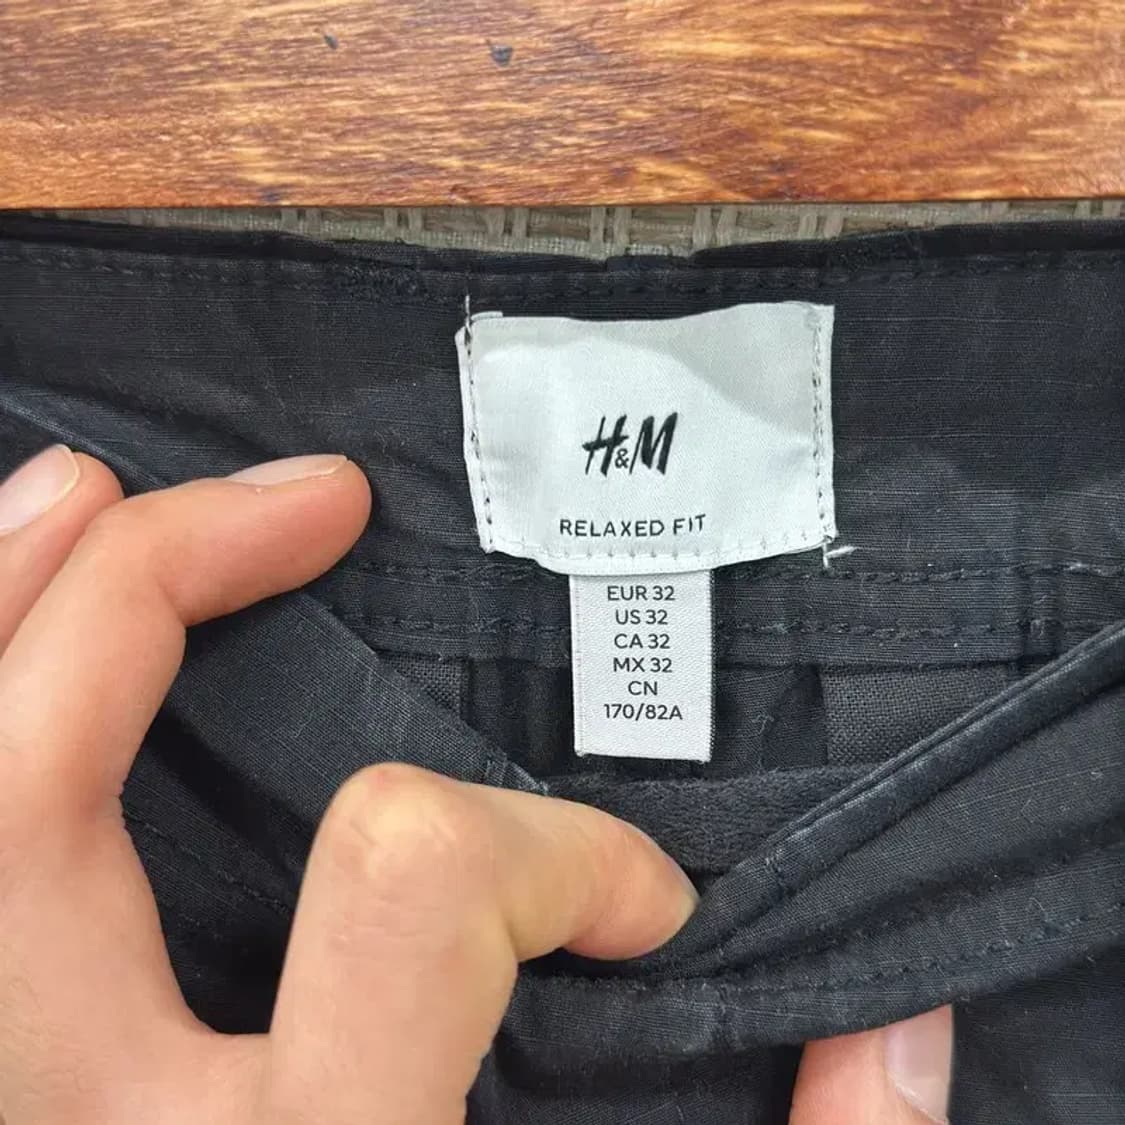 H&M
RELAXED FIT
EUR 32
US 32
CA 32
MX 32
CN
170/82A